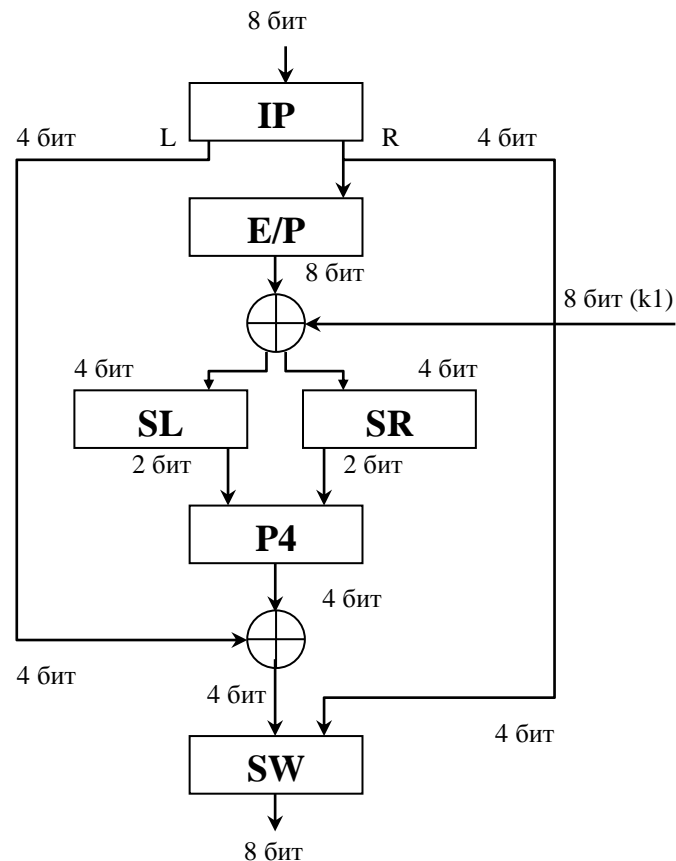 8 бит
IP
4 бит L R 4 бит
E/P
8 бит
8 бит (k1)
4 бит 4 бит
SL SR
2 бит 2 бит
P4
4 бит
4 бит
4 бит
4 бит
SW
8 бит